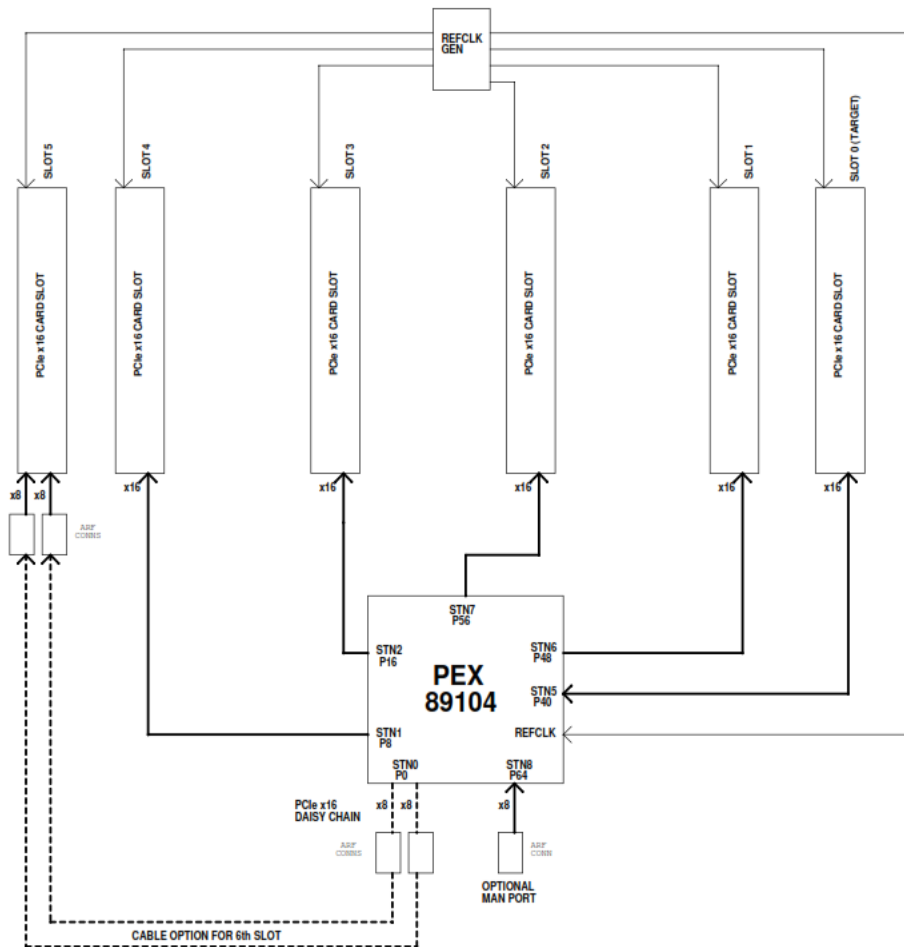 REFCLK
GEN
SLOT 5
SLOT 4
SLOT 3
SLOT 2
SLOT 1
SLOT 0 (TARGET)
PCIe x16 CARD SLOT
PCIe x16 CARD SLOT
PCIe x16 CARD SLOT
PCIe x16 CARD SLOT
PCIe x16 CARD SLOT
PCIe x16 CARD SLOT
x8
x8
x16
x16
x16
x16
x16
ARF
CONNS
STN7
P56
STN2
P16
STN6
P48
PEX
89104
STN5
P40
STN1
P8
REFCLK
STN0
P0
STN8
P64
PCIe x16
DAISY CHAIN
x8
x8
x8
ARF
CONNS
ARF
CONN
OPTIONAL
MAN PORT
CABLE OPTION FOR 6th SLOT